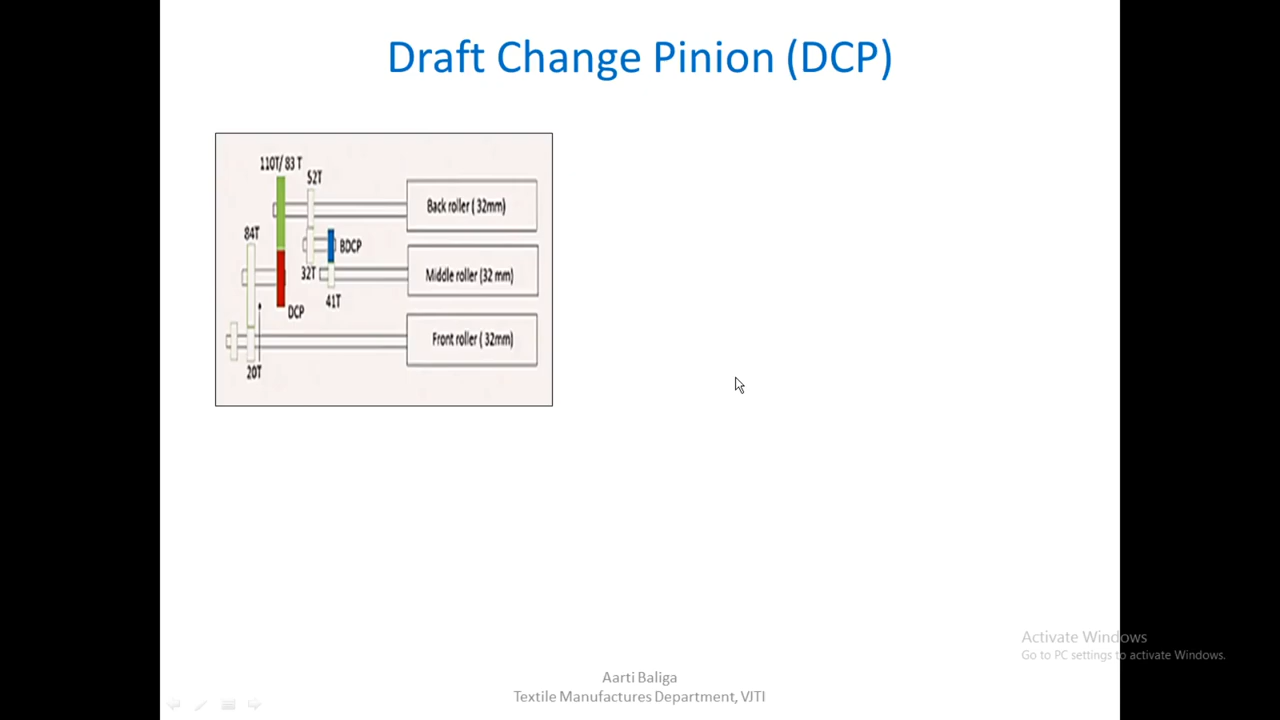 Draft Change Pinion (DCP)
110T/ 83 T
52T
Back roller ( 32mm)
84T
BDCP
32T
Middle roller (32 mm)
41T
DCP
Front roller ( 32mm)
20T
Activate Windows
Go to PC settings to activate Windows.
Aarti Baliga
Textile Manufactures Department, VJTI